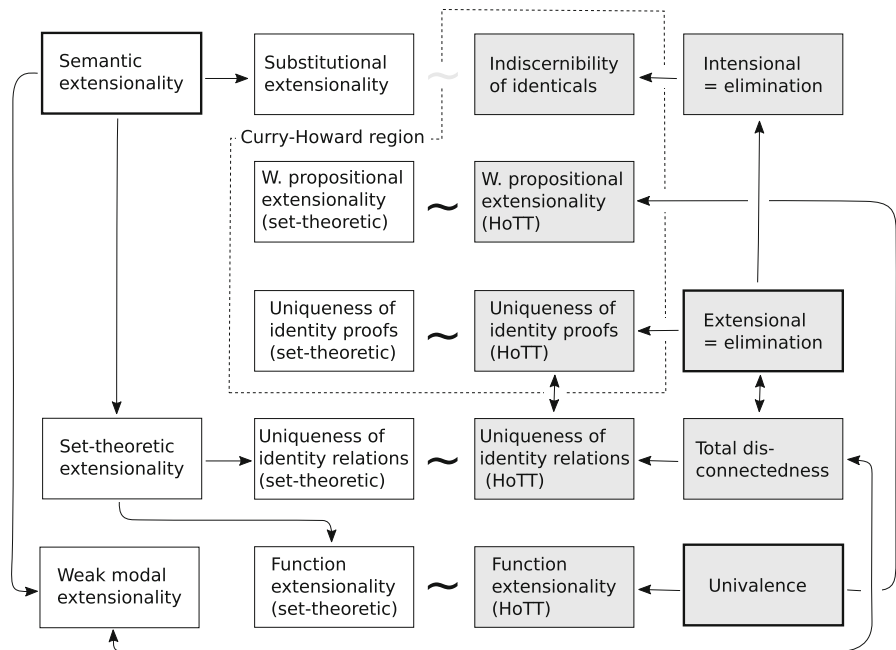 Semantic
extensionality
Substitutional
extensionality
∼
Indiscernibility
of identicals
Intensional
= elimination
Curry-Howard region
W. propositional
extensionality
(set-theoretic)
∼
W. propositional
extensionality
(HoTT)
Uniqueness of
identity proofs
(set-theoretic)
∼
Uniqueness of
identity proofs
(HoTT)
Extensional
= elimination
Set-theoretic
extensionality
Uniqueness of
identity relations
(set-theoretic)
∼
Uniqueness of
identity relations
(HoTT)
Total dis-
connectedness
Weak modal
extensionality
Function
extensionality
(set-theoretic)
∼
Function
extensionality
(HoTT)
Univalence